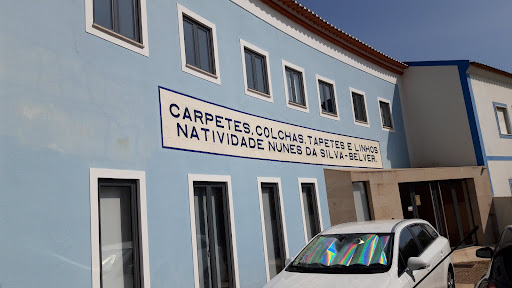 CARPETES, COLCHAS, TAPETES E LINHOS
NATIVIDADE NUNES DA SILVA-BELVER.